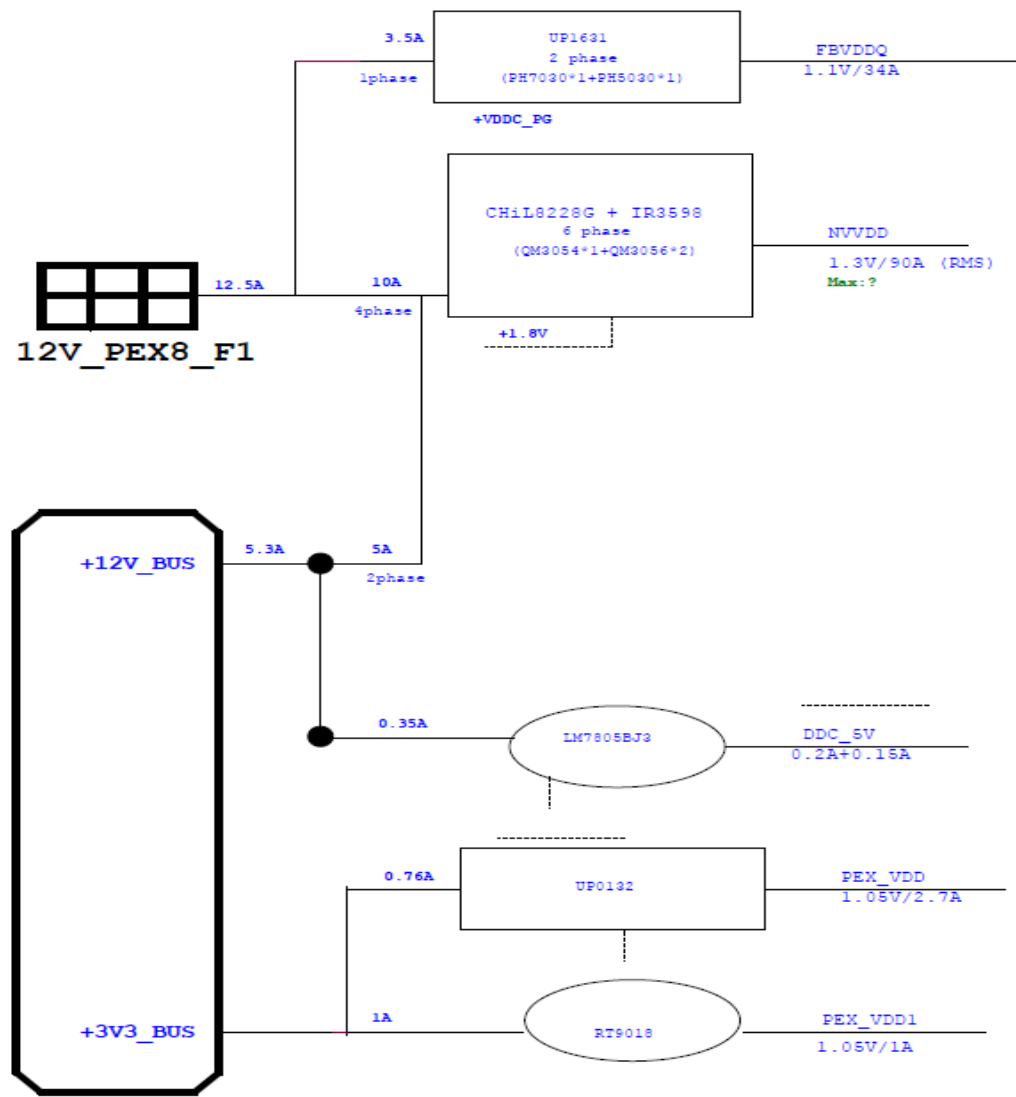 3.5A
1phase
UP1631
2 phase
(PH7030*1+PH5030*1)
FBVDDQ
1.1V/34A
+VDDC_PG
CHiL8228G + IR3598
6 phase
(QM3054*1+QM3056*2)
NVVDD
1.3V/90A (RMS)
Max:?
12.5A
10A
4phase
+1.8V
12V_PEX8_F1
+12V_BUS
5.3A
5A
2phase
0.35A
LM7805BJ3
DDC_5V
0.2A+0.15A
0.76A
UP0132
PEX_VDD
1.05V/2.7A
+3V3_BUS
1A
RT9018
PEX_VDD1
1.05V/1A